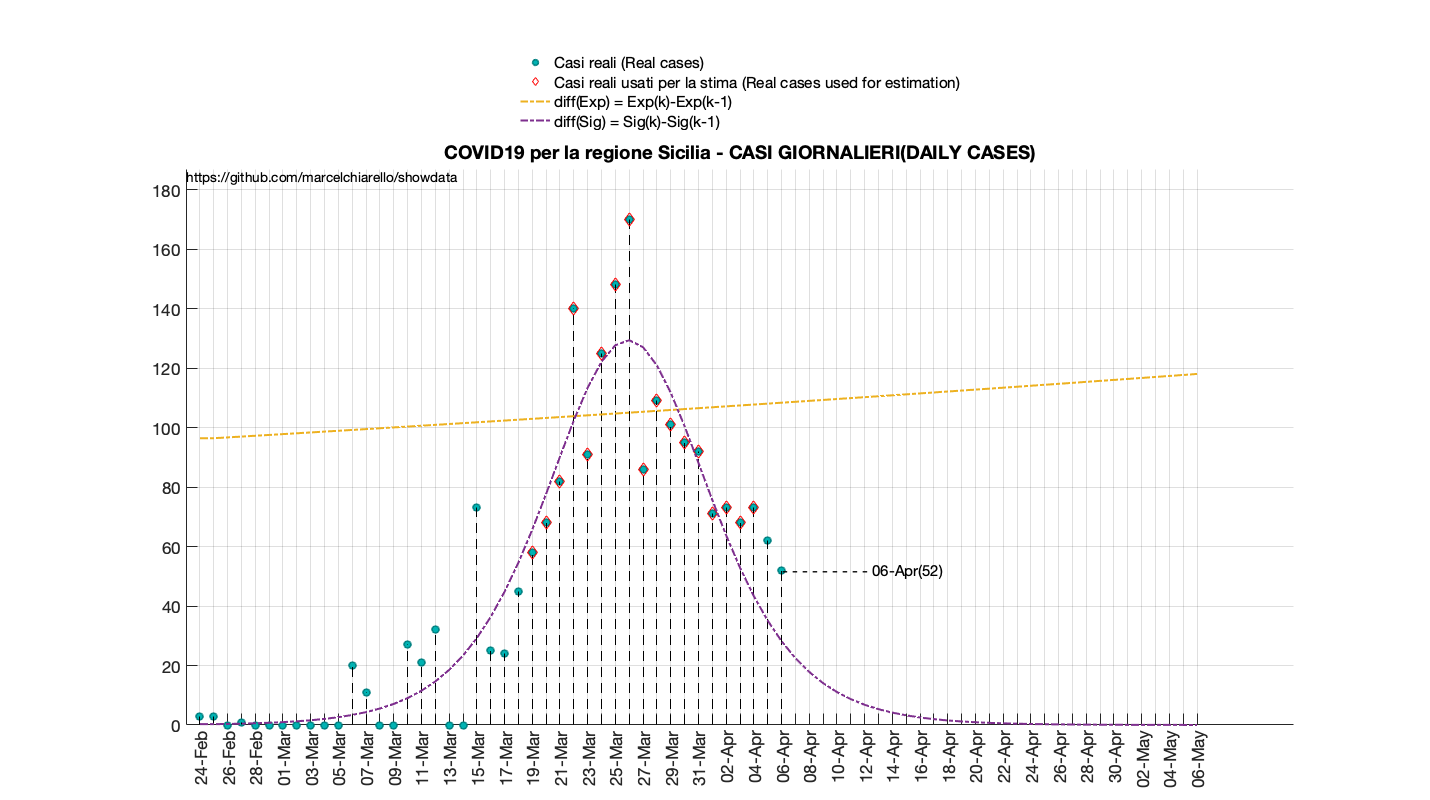 Casi reali (Real cases)
Casi reali usati per la stima (Real cases used for estimation)
diff(Exp) = Exp(k)-Exp(k-1)
diff(Sig) = Sig(k)-Sig(k-1)
COVID19 per la regione Sicilia - CASI GIORNALIERI(DAILY CASES)
https://github.com/marcelchiarello/showdata
180
160
140
120
100
80
60
40
20
0
06-Apr(52)
24-Feb
26-Feb
28-Feb
01-Mar
03-Mar
05-Mar
07-Mar
09-Mar
11-Mar
13-Mar
15-Mar
17-Mar
19-Mar
21-Mar
23-Mar
25-Mar
27-Mar
29-Mar
31-Mar
02-Apr
04-Apr
06-Apr
08-Apr
10-Apr
12-Apr
14-Apr
16-Apr
18-Apr
20-Apr
22-Apr
24-Apr
26-Apr
28-Apr
30-Apr
02-May
04-May
06-May